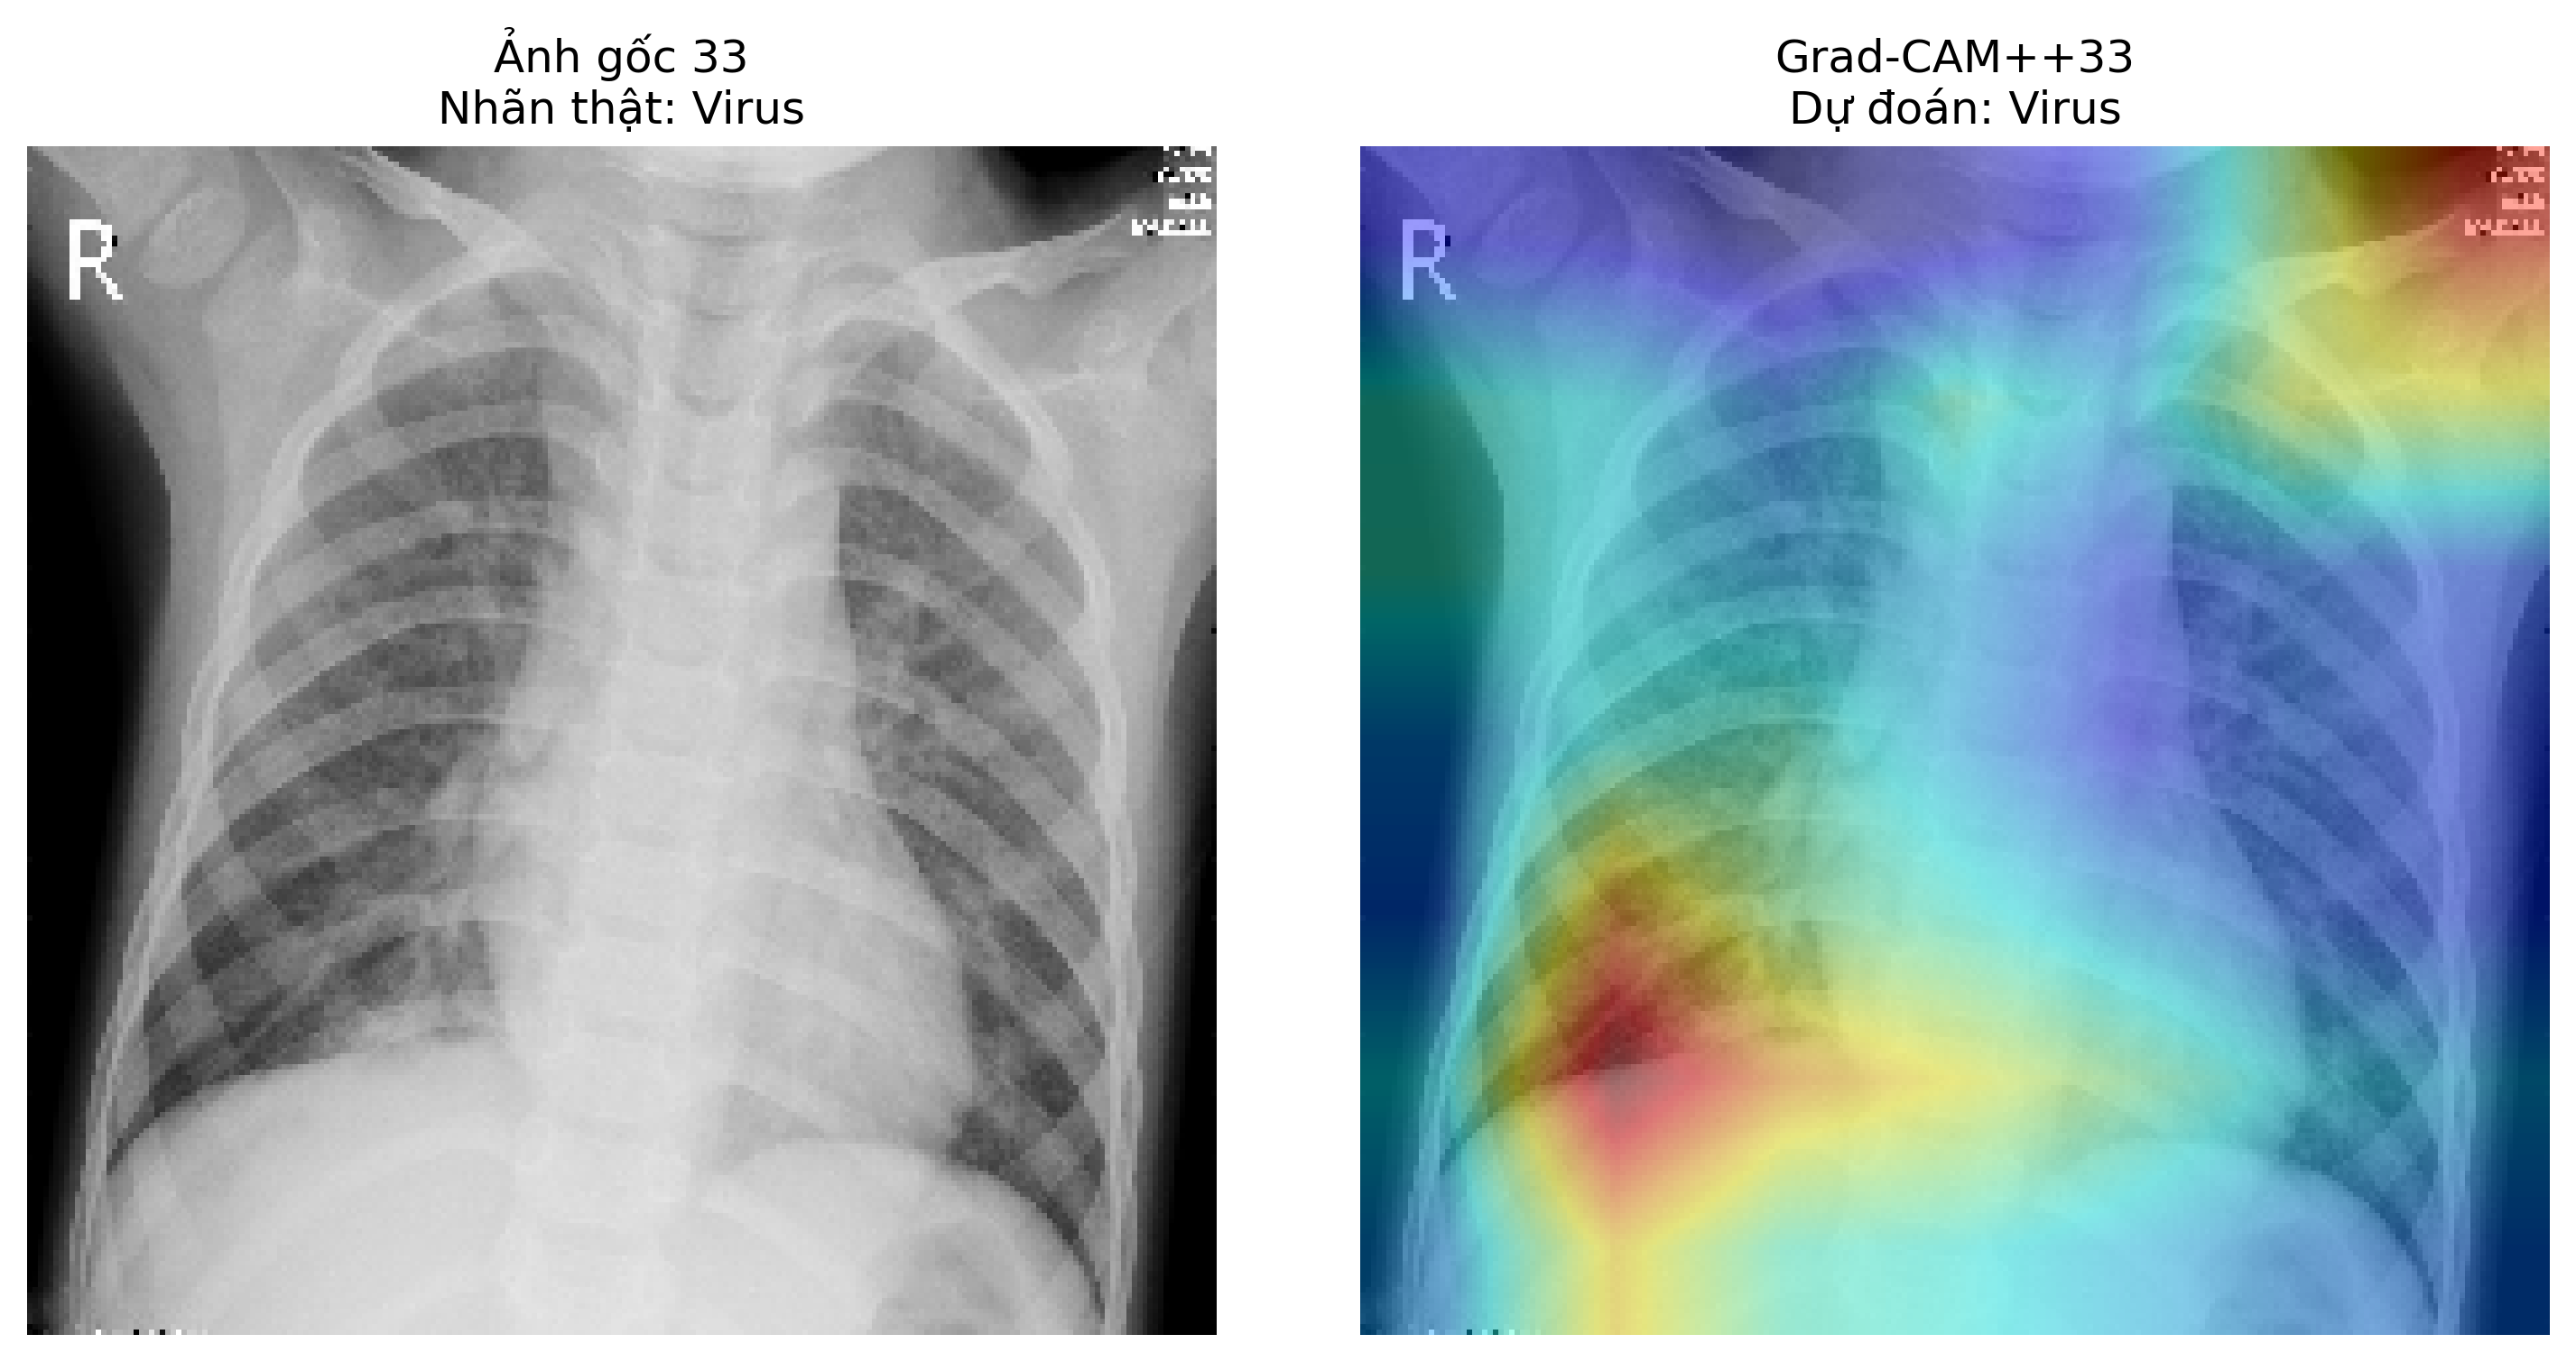 Ảnh gốc 33
Nhãn thật: Virus
Grad-CAM++33
Dự đoán: Virus
R
R